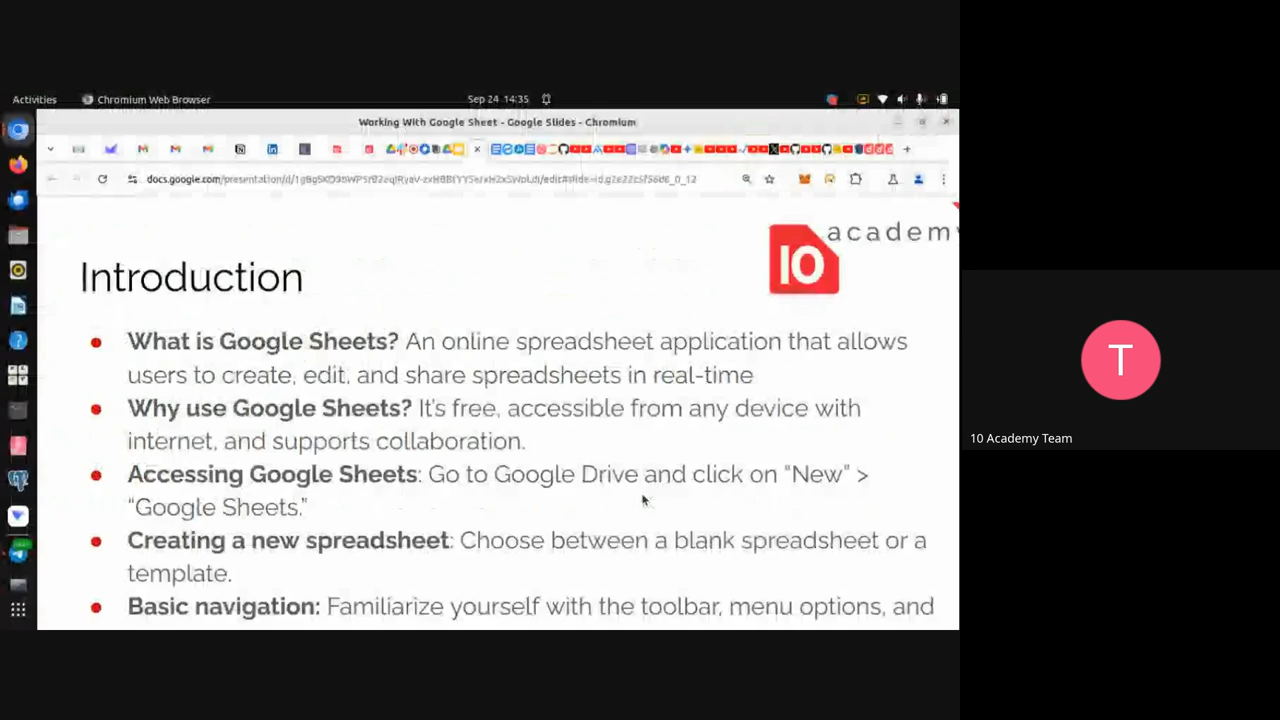 Activities
Chromium Web Browser
Sep 24 14:35
Working With Google Sheet - Google Slides - Chromium
10 academy
Introduction
What is Google Sheets? An online spreadsheet application that allows
users to create, edit, and share spreadsheets in real-time
Why use Google Sheets? It's free, accessible from any device with
internet, and supports collaboration.
Accessing Google Sheets: Go to Google Drive and click on “New” >
“Google Sheets.”
Creating a new spreadsheet: Choose between a blank spreadsheet or a
template.
Basic navigation: Familiarize yourself with the toolbar, menu options, and
T
10 Academy Team